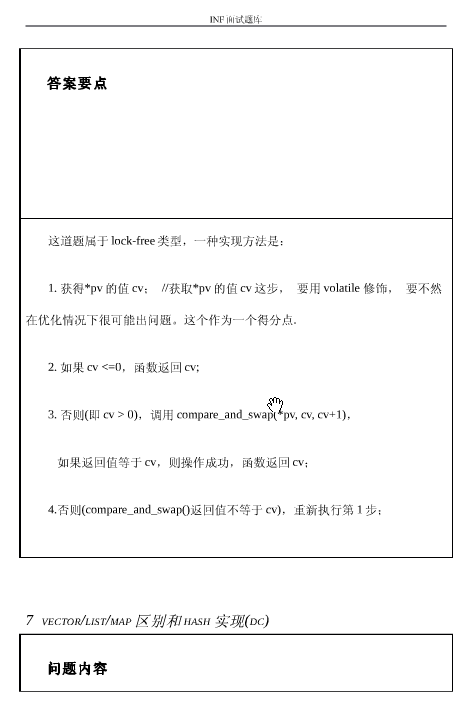 INF 面试题库
答案要点
这道题属于 lock-free 类型，一种实现方法是：
1. 获得*pv 的值 cv； //获取*pv 的值 cv 这步， 要用 volatile 修饰， 要不然
在优化情况下很可能出问题。这个作为一个得分点.
2. 如果 cv <=0，函数返回 cv;
3. 否则(即 cv > 0)，调用 compare_and_swap(*pv, cv, cv+1)，
如果返回值等于 cv，则操作成功，函数返回 cv；
4.否则(compare_and_swap()返回值不等于 cv)，重新执行第 1 步；
7 VECTOR/LIST/MAP 区别和 HASH 实现(DC)
问题内容